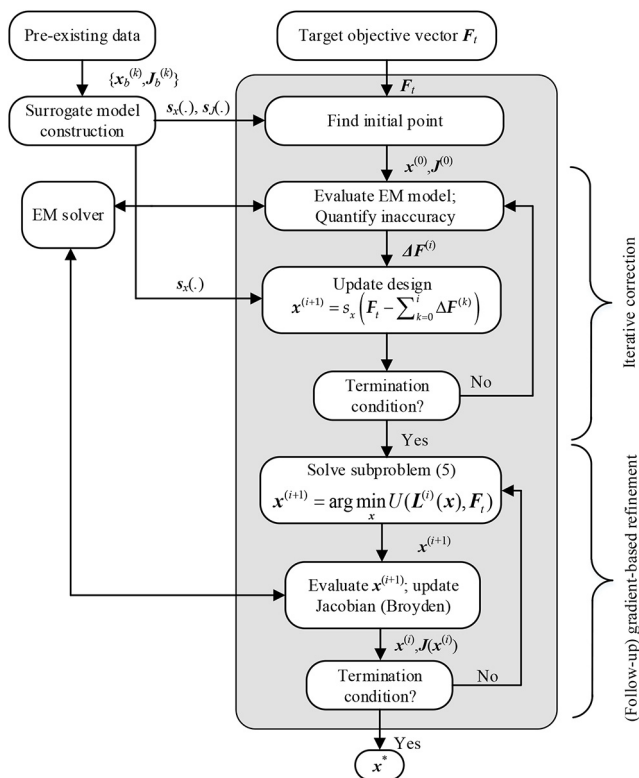 Pre-existing data
Target objective vector F_t
{x_b^(k), J_b^(k)}
F_t
Surrogate model
construction
s_x(.), s_J(.)
Find initial point
x^(0), J^(0)
EM solver
Evaluate EM model;
Quantify inaccuracy
ΔF^(i)
s_x(.)
Update design
x^(i+1) = s_x(F_t − ∑_{k=0}^{i} ΔF^(k))
Termination
condition?
No
Yes
Iterative correction
Solve subproblem (5)
x^(i+1) = arg min_x U(L^(i)(x), F_t)
x^(i+1)
Evaluate x^(i+1); update
Jacobian (Broyden)
x^(i), J(x^(i))
Termination
condition?
No
Yes
x^*
(Follow-up) gradient-based refinement